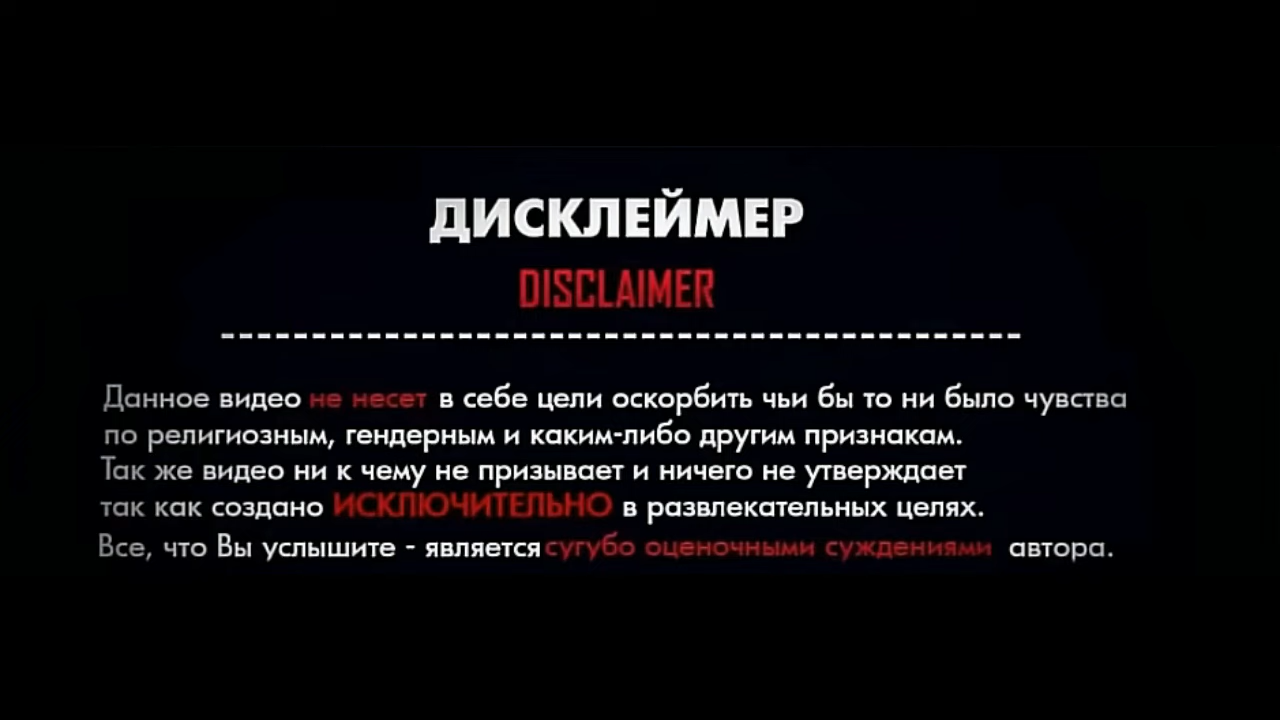 ДИСКЛЕЙМЕР
DISCLAIMER
--------------------------------------------
Данное видео не несет в себе цели оскорбить чьи бы то ни было чувства
по религиозным, гендерным и каким-либо другим признакам.
Так же видео ни к чему не призывает и ничего не утверждает
так как создано ИСКЛЮЧИТЕЛЬНО в развлекательных целях.
Все, что Вы услышите - является сугубо оценочными суждениями автора.